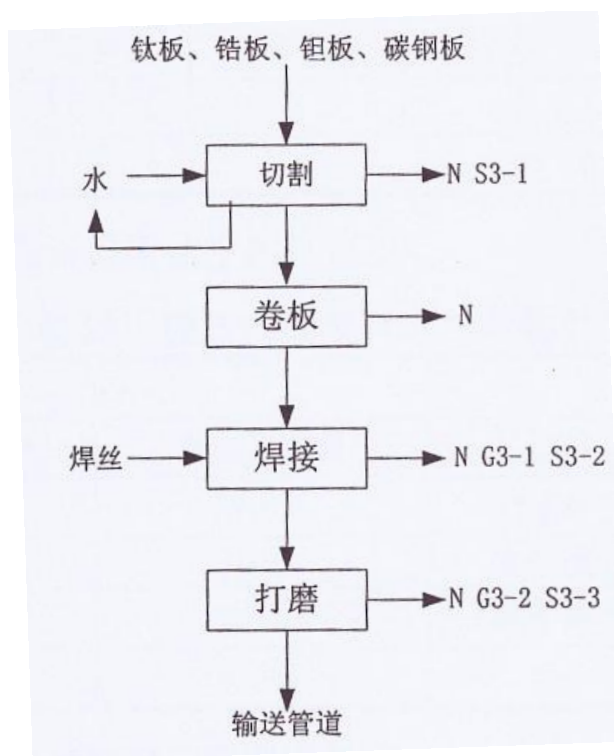 钛板、锆板、钽板、碳钢板
水
切割
N S3-1
卷板
N
焊丝
焊接
N G3-1 S3-2
打磨
N G3-2 S3-3
输送管道